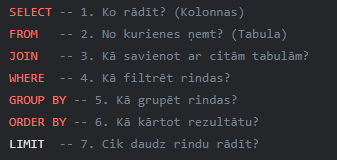 SELECT -- 1. Ko rādīt? (Kolonnas)
FROM -- 2. No kurienes ņemt? (Tabula)
JOIN -- 3. Kā savienot ar citām tabulām?
WHERE -- 4. Kā filtrēt rindas?
GROUP BY -- 5. Kā grupēt rindas?
ORDER BY -- 6. Kā kārtot rezultātu?
LIMIT -- 7. Cik daudz rindu rādīt?